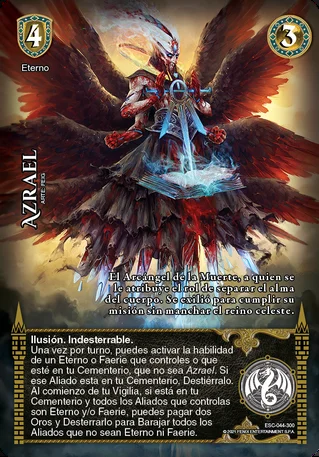 4
3
Eterno
AZRAEL
ARTE: FEIG
El Arcángel de la Muerte, a quien se
le atribuye el rol de separar el alma
del cuerpo. Se exilió para cumplir su
misión sin manchar el reino celeste.
Ilusión. Indesterrable.
Una vez por turno, puedes activar la habilidad
de un Eterno o Faerie que controles o que
esté en tu Cementerio, que no sea Azrael. Si
ese Aliado esta en tu Cementerio, Destiérralo.
Al comienzo de tu Vigilia, si está en tu
Cementerio y todos los Aliados que controlas
son Eterno y/o Faerie, puedes pagar dos
Oros y Desterrarlo para Barajar todos los
Aliados que no sean Eterno ni Faerie.
ESC-044-300
© 2021 FENIX ENTERTAINMENT S.P.A.